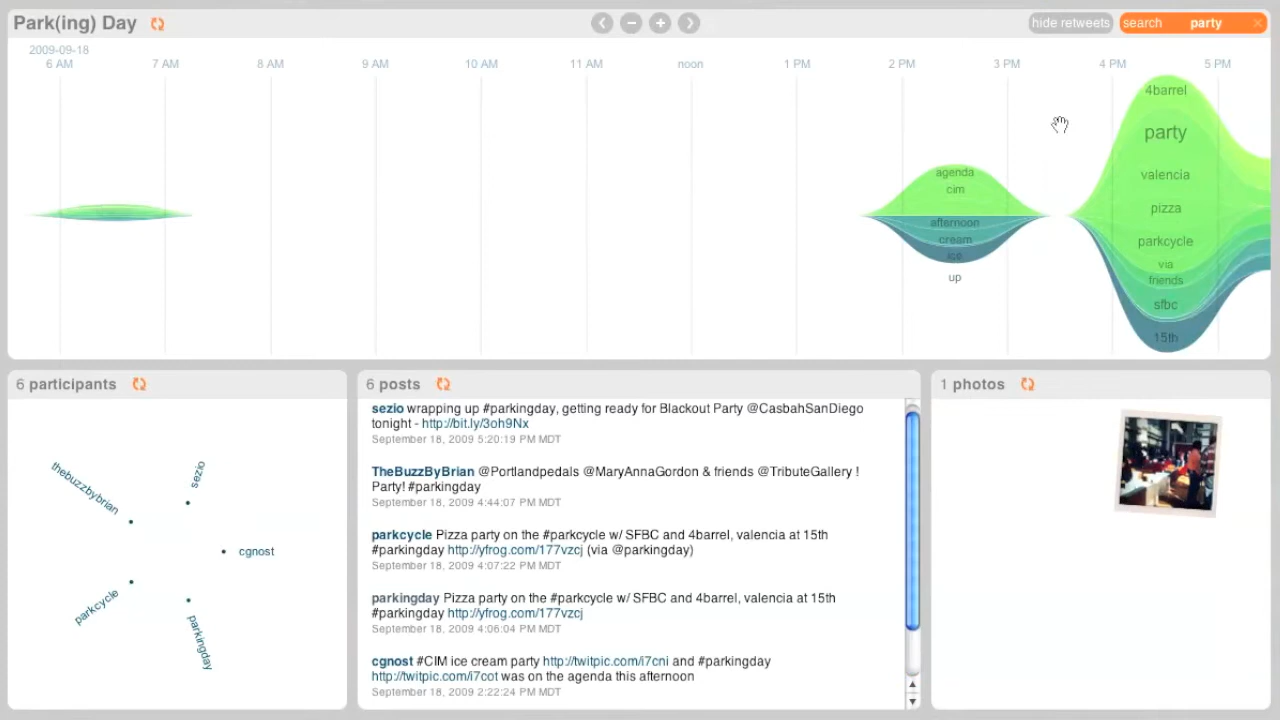 Park(ing) Day
hide retweets
search party
2009-09-18
6 AM 7 AM 8 AM 9 AM 10 AM 11 AM noon 1 PM 2 PM 3 PM 4 PM 5 PM
4barrel
party
valencia
pizza
parkcycle
via
friends
sfbc
15th
agenda
cim
afternoon
cream
ice
up
6 participants
thebuzzbybrian
sezio
cgnost
parkcycle
parkingday
6 posts
sezio wrapping up #parkingday, getting ready for Blackout Party @CasbahSanDiego
tonight - http://bit.ly/3oh9Nx
September 18, 2009 5:20:19 PM MDT
TheBuzzByBrian @Portlandpedals @MaryAnnaGordon & friends @TributeGallery !
Party! #parkingday
September 18, 2009 4:44:07 PM MDT
parkcycle Pizza party on the #parkcycle w/ SFBC and 4barrel, valencia at 15th
#parkingday http://yfrog.com/177vzcj (via @parkingday)
September 18, 2009 4:07:22 PM MDT
parkingday Pizza party on the #parkcycle w/ SFBC and 4barrel, valencia at 15th
#parkingday http://yfrog.com/177vzcj
September 18, 2009 4:06:04 PM MDT
cgnost #CIM ice cream party http://twitpic.com/i7cni and #parkingday
http://twitpic.com/i7cot was on the agenda this afternoon
September 18, 2009 2:22:24 PM MDT
1 photos